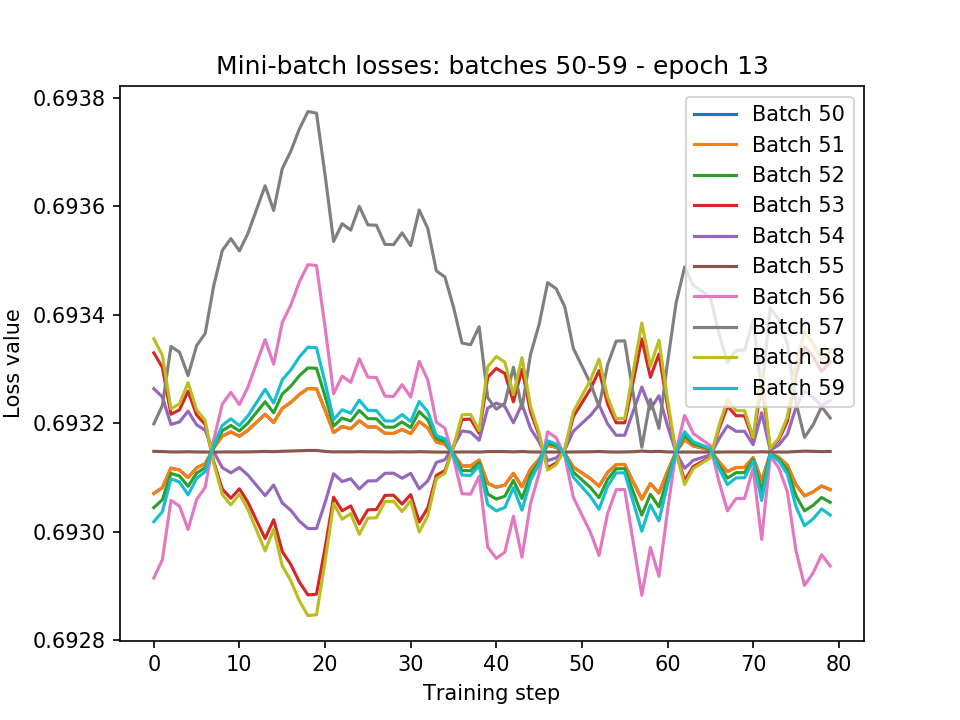 Mini-batch losses: batches 50-59 - epoch 13
Loss value
0.6938
0.6936
0.6934
0.6932
0.6930
0.6928
Batch 50
Batch 51
Batch 52
Batch 53
Batch 54
Batch 55
Batch 56
Batch 57
Batch 58
Batch 59
0 10 20 30 40 50 60 70 80
Training step